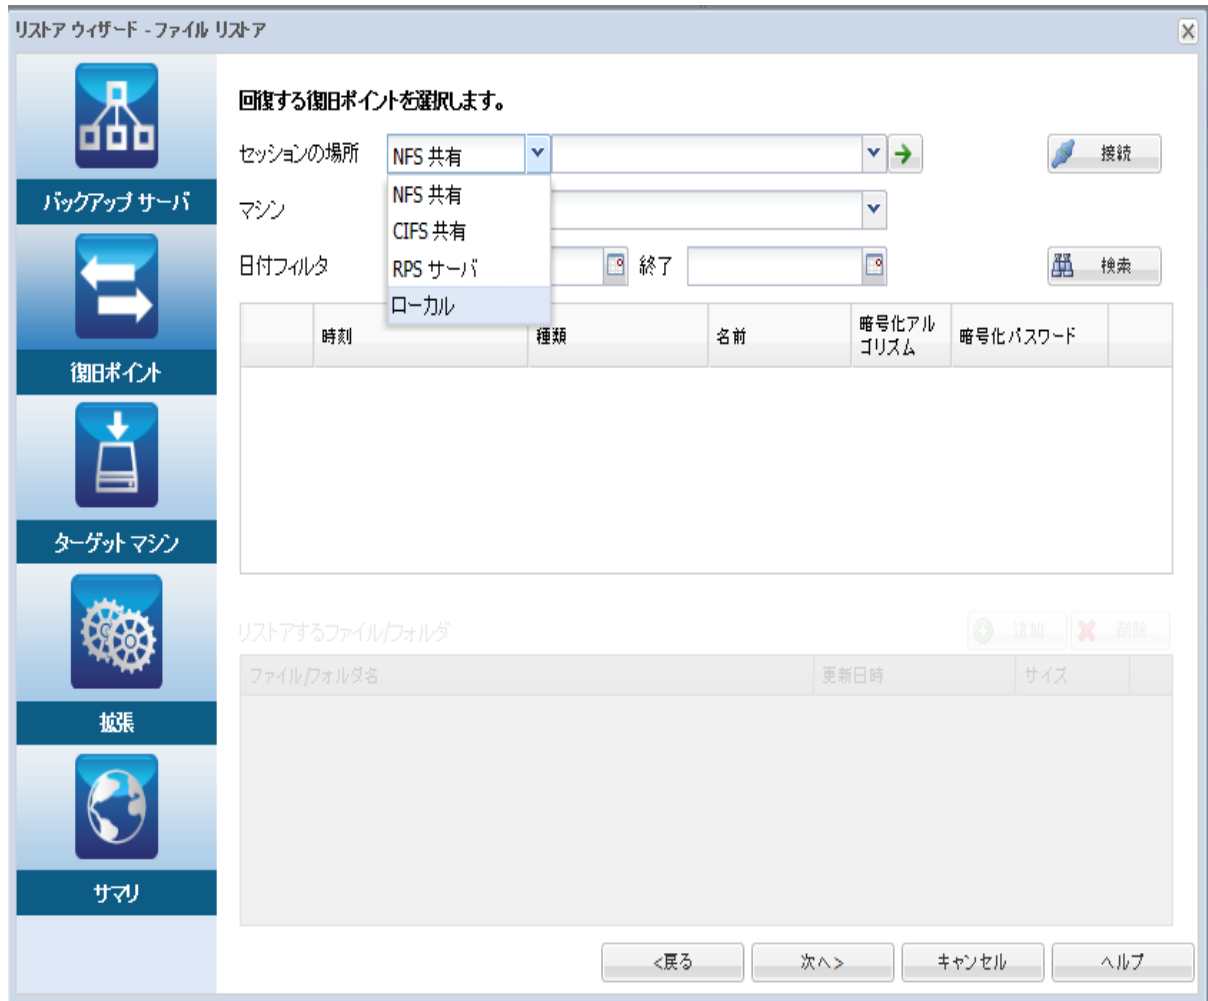 リストア ウィザード - ファイル リストア
バックアップ サーバ
復旧ポイント
ターゲット マシン
拡張
サマリ
回復する復旧ポイントを選択します。
セッションの場所 NFS 共有 接続
NFS 共有
CIFS 共有
RPS サーバ
ローカル
マシン
日付フィルタ 終了 検索
時刻 種類 名前 暗号化アル
ゴリズム 暗号化パスワード
リストアするファイル/フォルダ 追加 削除
ファイル/フォルダ名 更新日時 サイズ
<戻る 次へ> キャンセル ヘルプ